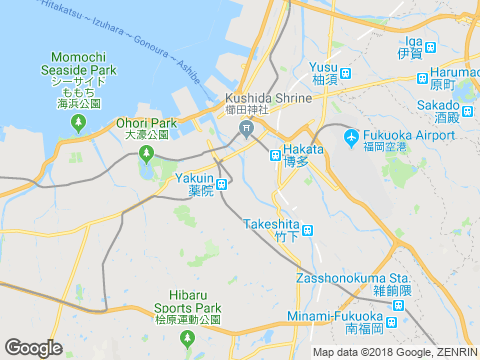 Hitakatsu - Izuhara - Gonoura - Ashibe
Iga
伊賀
Momochi
Seaside Park
シーサイド
ももち
海浜公園
Yusu
柚須
Harumac
原町
Kushida Shrine
櫛田神社
Sakado
酒殿
Ohori Park
大濠公園
Fukuoka Airport
福岡空港
Hakata
博多
Yakuin
薬院
Takeshita
竹下
Zasshonokuma Sta.
雑餉隈
Hibaru
Sports Park
桧原運動公園
Minami-Fukuoka
南福岡
Google
Map data ©2018 Google, ZENRIN